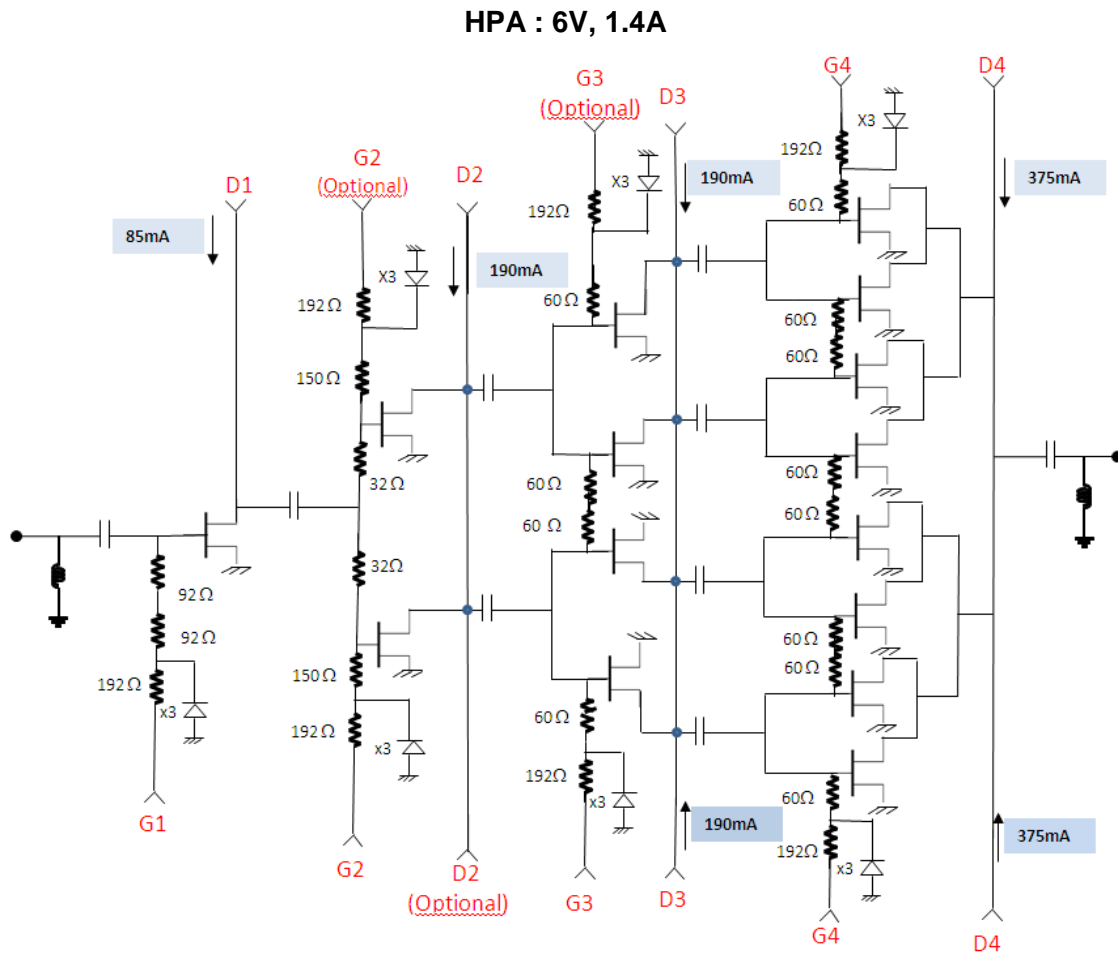 HPA : 6V, 1.4A
G4
D4
G3
(Optional)
D3
X3
192Ω
G2
(Optional)
D1
D2
X3
190mA
375mA
192Ω
60Ω
85mA
X3
190mA
192Ω
60Ω
60Ω
60Ω
150Ω
32Ω
60Ω
60Ω
60Ω
60Ω
32Ω
92Ω
92Ω
60Ω
60Ω
150Ω
192Ω
x3
192Ω
x3
60Ω
192Ω
x3
60Ω
192Ω
x3
190mA
375mA
G1
G2
D2
(Optional)
G3
D3
G4
D4